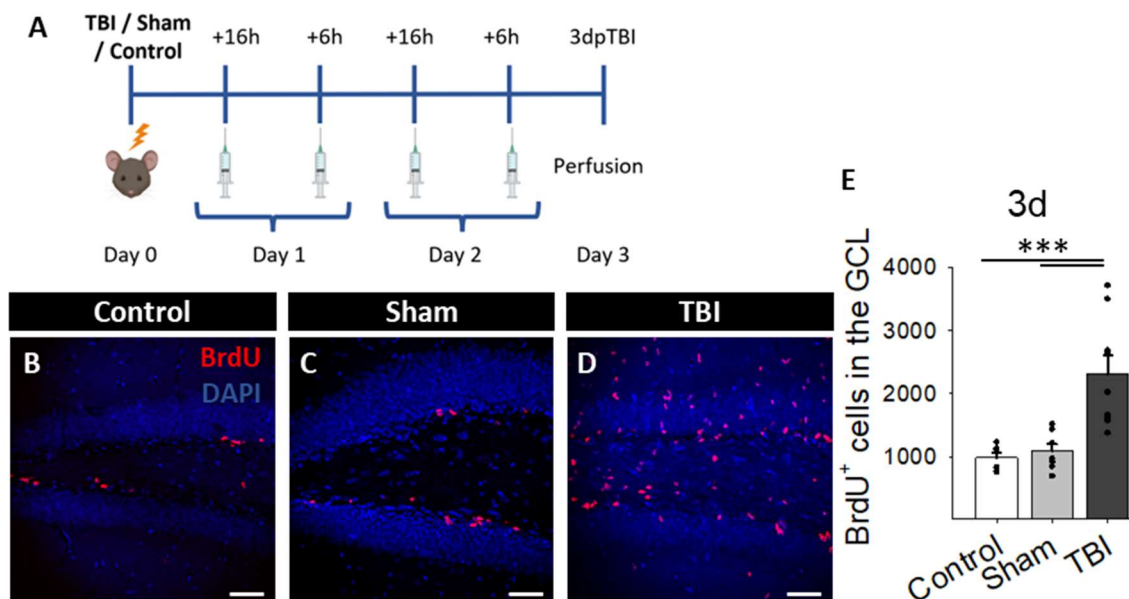 A
TBI / Sham
/ Control
+16h
+6h
+16h
+6h
3dpTBI
Perfusion
Day 0
Day 1
Day 2
Day 3
Control
Sham
TBI
B
BrdU
DAPI
C
D
E
3d
***
BrdU⁺ cells in the GCL
4000
3000
2000
1000
Control
Sham
TBI